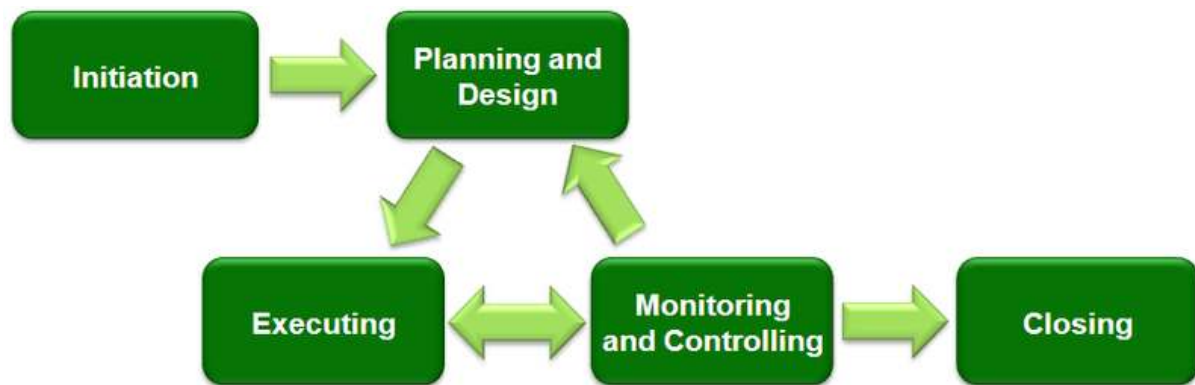 Initiation
Planning and
Design
Executing
Monitoring
and Controlling
Closing